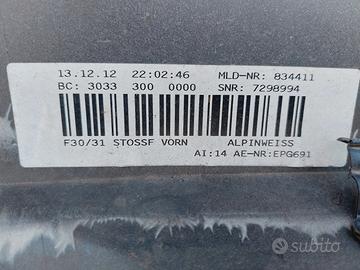 13.12.12 22:02:46 MLD-NR: 834411
BC: 3033 300 0000 SNR: 7298994
F30/31 STOSSF VORN ALPINWEISS
AI:14 AE-NR:EPG691
subito